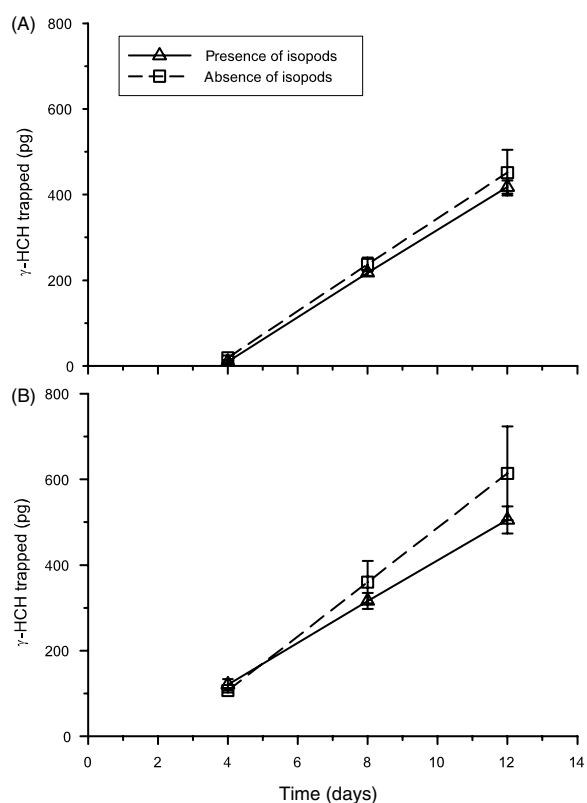 (A)
800
Presence of isopods
Absence of isopods
600
γ-HCH trapped (pg)
400
200
0
(B)
800
600
γ-HCH trapped (pg)
400
200
0
0 2 4 6 8 10 12 14
Time (days)